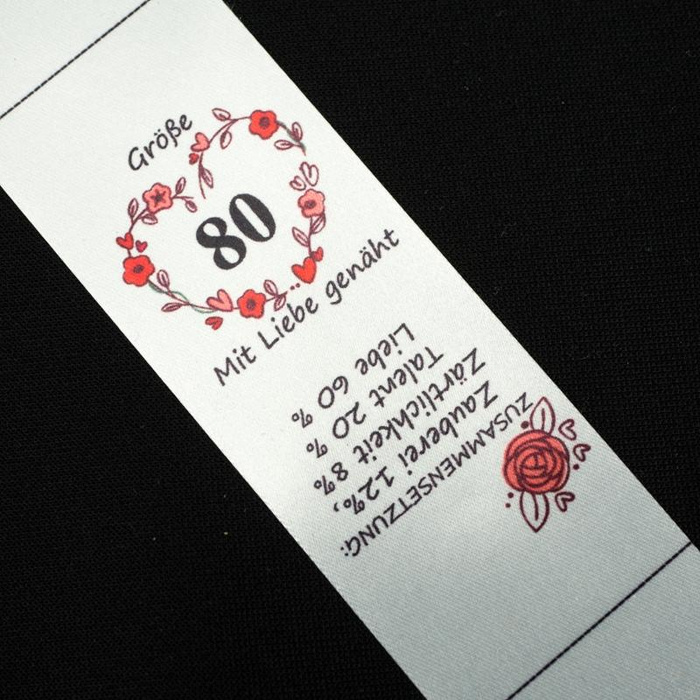 Größe
80
Mit Liebe genäht
ZUSAMMENSETZUNG:
Zauberei 12%,
Zärtlichkeit 8%
Talent 20 %
Liebe 60 %